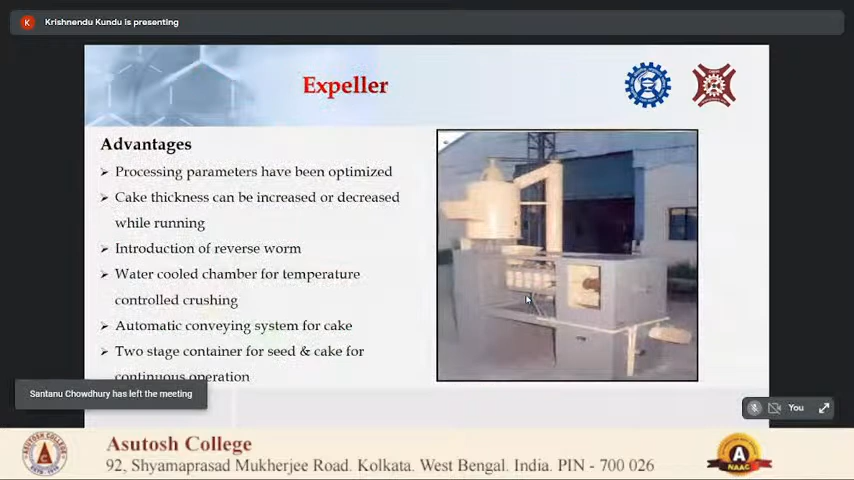 K Krishnendu Kundu is presenting
Expeller
Advantages
➢ Processing parameters have been optimized
➢ Cake thickness can be increased or decreased
while running
➢ Introduction of reverse worm
➢ Water cooled chamber for temperature
controlled crushing
➢ Automatic conveying system for cake
➢ Two stage container for seed & cake for
continuous operation
Santanu Chowdhury has left the meeting
You
Asutosh College
92, Shyamaprasad Mukherjee Road. Kolkata. West Bengal. India. PIN - 700 026
A
NAAC